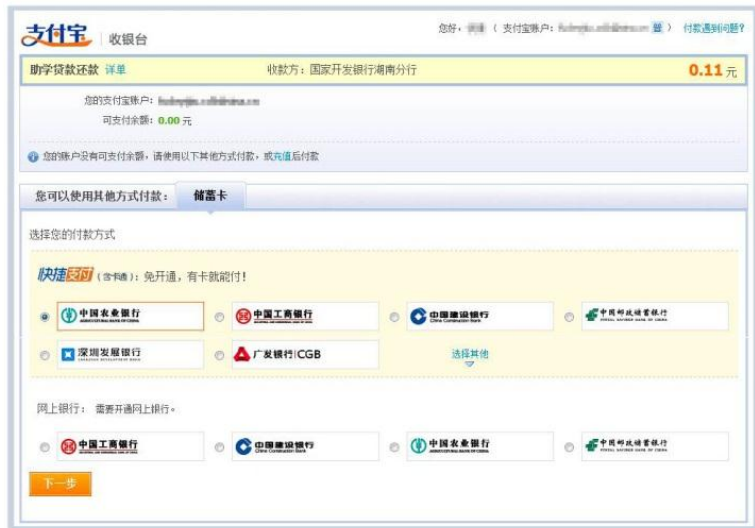 支付宝 收银台 您好, ( 支付宝账户: ) 付款遇到问题?
助学贷款还款 详单 收款方: 国家开发银行湖南分行 0.11 元
您的支付宝账户:
可支付余额: 0.00 元
您的账户没有可支付余额, 请使用以下其他方式付款, 或充值后付款
您可以使用其他方式付款: 储蓄卡
选择您的付款方式
快捷支付 (含卡通): 免开通, 有卡就能付!
中国农业银行 中国工商银行 中国建设银行 中国邮政储蓄银行
深圳发展银行 广发银行|CGB 选择其他
网上银行: 需要开通网上银行。
中国工商银行 中国建设银行 中国农业银行 中国邮政储蓄银行
下一步